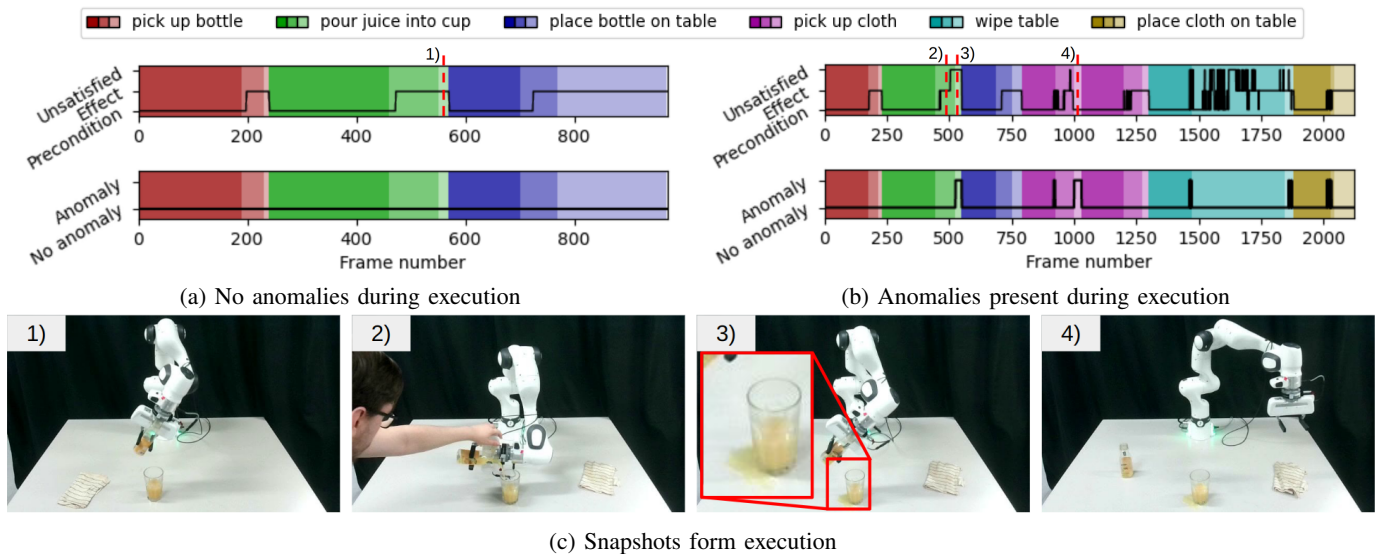 pick up bottle pour juice into cup place bottle on table pick up cloth wipe table place cloth on table
1)
Unsatisfied
Effect
Precondition
0 200 400 600 800
Anomaly
No anomaly
0 200 400 600 800
Frame number
(a) No anomalies during execution
2) 3) 4)
Unsatisfied
Effect
Precondition
0 250 500 750 1000 1250 1500 1750 2000
Anomaly
No anomaly
0 250 500 750 1000 1250 1500 1750 2000
Frame number
(b) Anomalies present during execution
1) 2) 3) 4)
(c) Snapshots form execution